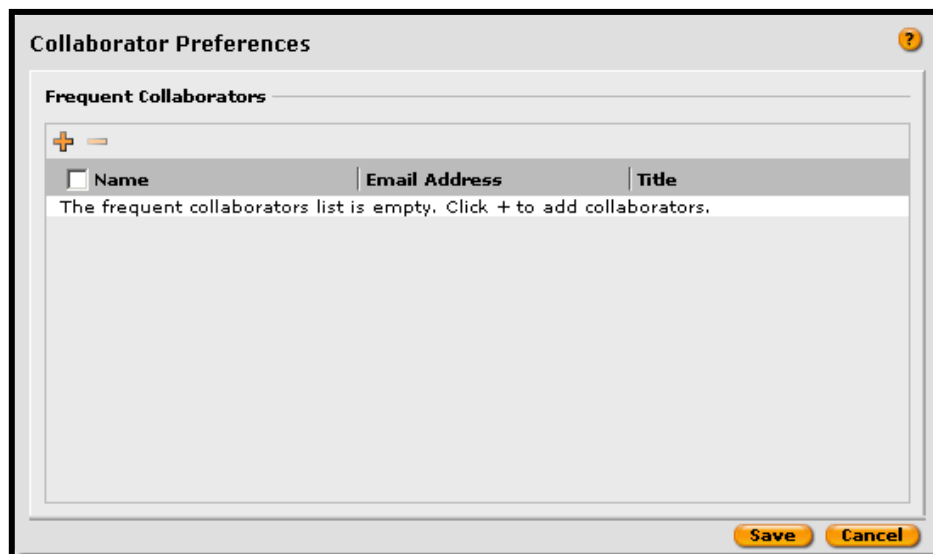 Collaborator Preferences
?
Frequent Collaborators
Name Email Address Title
The frequent collaborators list is empty. Click + to add collaborators.
Save Cancel